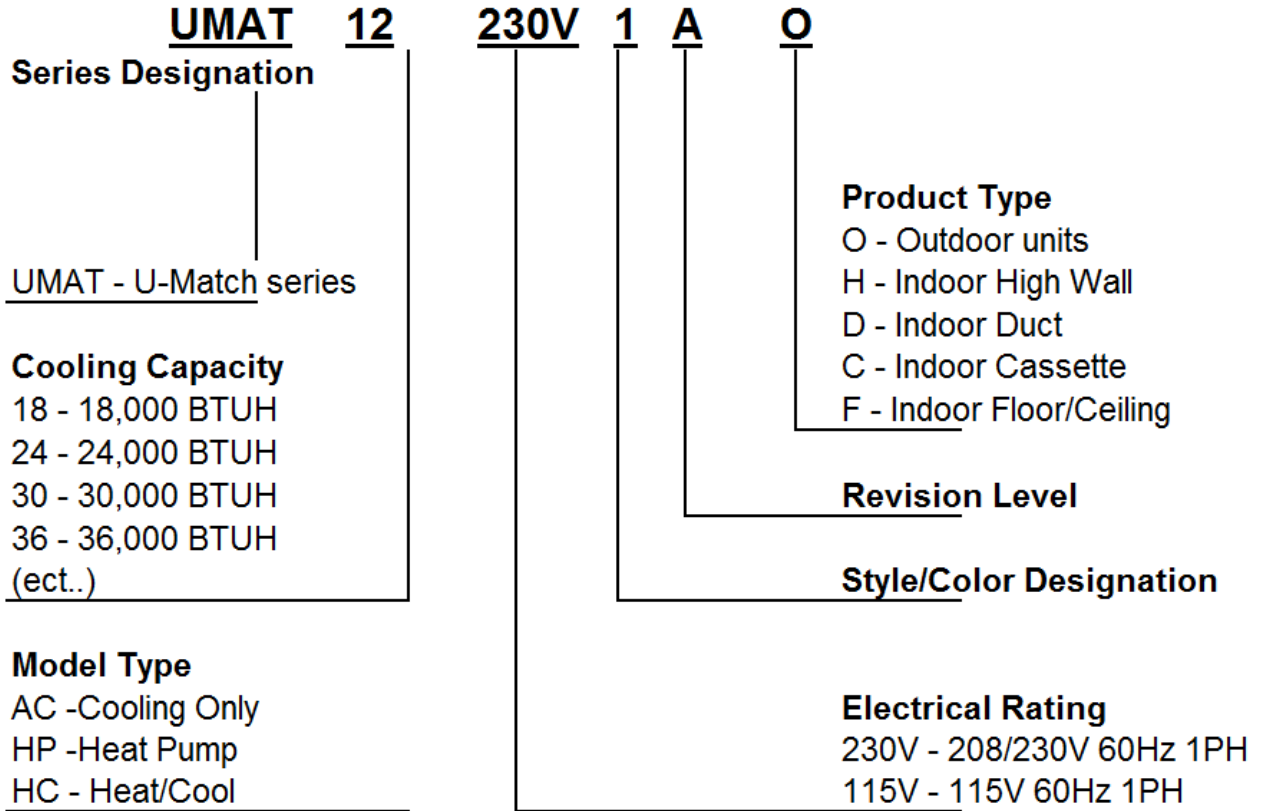 UMAT 12 230V 1 A O
Series Designation
UMAT - U-Match series
Cooling Capacity
18 - 18,000 BTUH
24 - 24,000 BTUH
30 - 30,000 BTUH
36 - 36,000 BTUH
(ect..)
Model Type
AC -Cooling Only
HP -Heat Pump
HC - Heat/Cool
Product Type
O - Outdoor units
H - Indoor High Wall
D - Indoor Duct
C - Indoor Cassette
F - Indoor Floor/Ceiling
Revision Level
Style/Color Designation
Electrical Rating
230V - 208/230V 60Hz 1PH
115V - 115V 60Hz 1PH